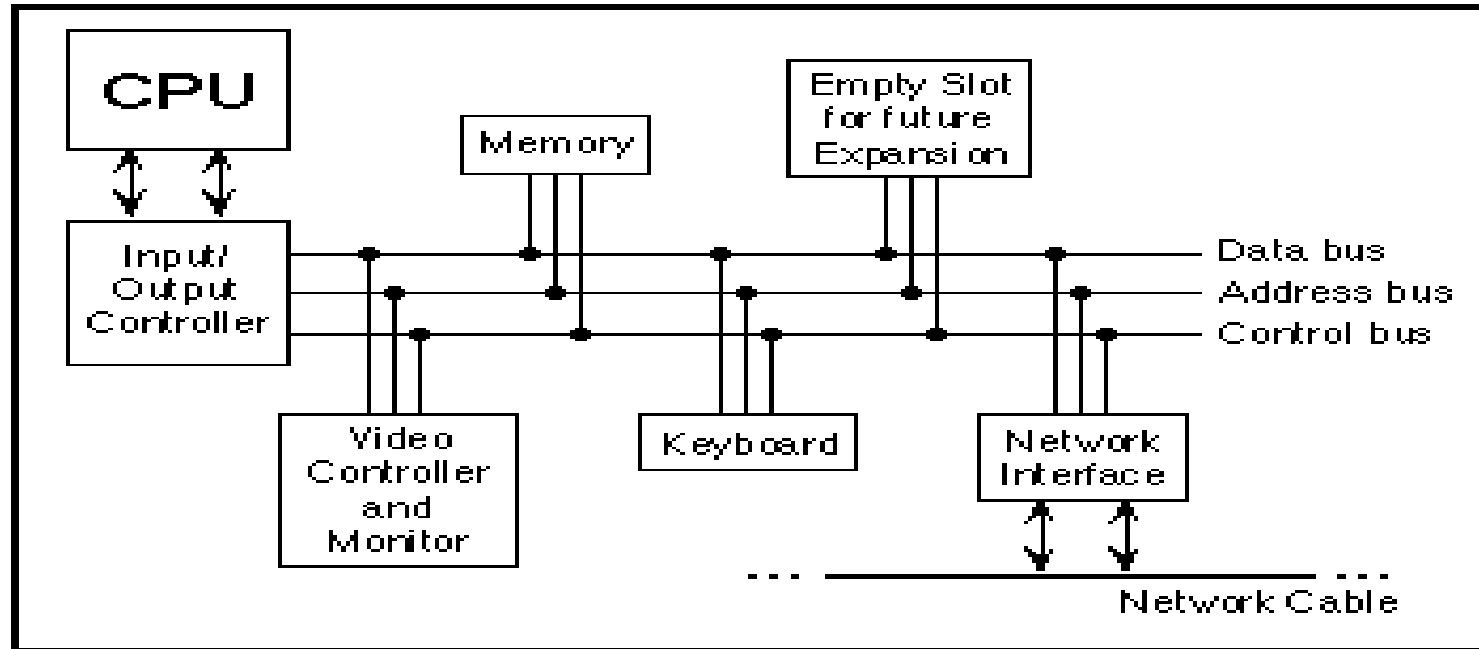 CPU
Memory
Empty Slot
for future
Expansion
Input/
Output
Controller
Data bus
Address bus
Control bus
Video
Controller
and
Monitor
Keyboard
Network
Interface
Network Cable